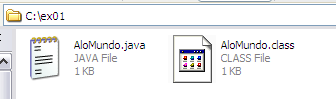 C:\ex01
AloMundo.java
JAVA File
1 KB
AloMundo.class
CLASS File
1 KB